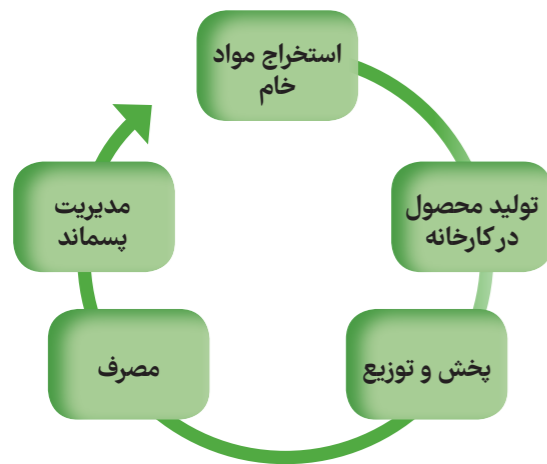 استخراج مواد
خام
تولید محصول
در کارخانه
پخش و توزیع
مصرف
مدیریت
پسماند